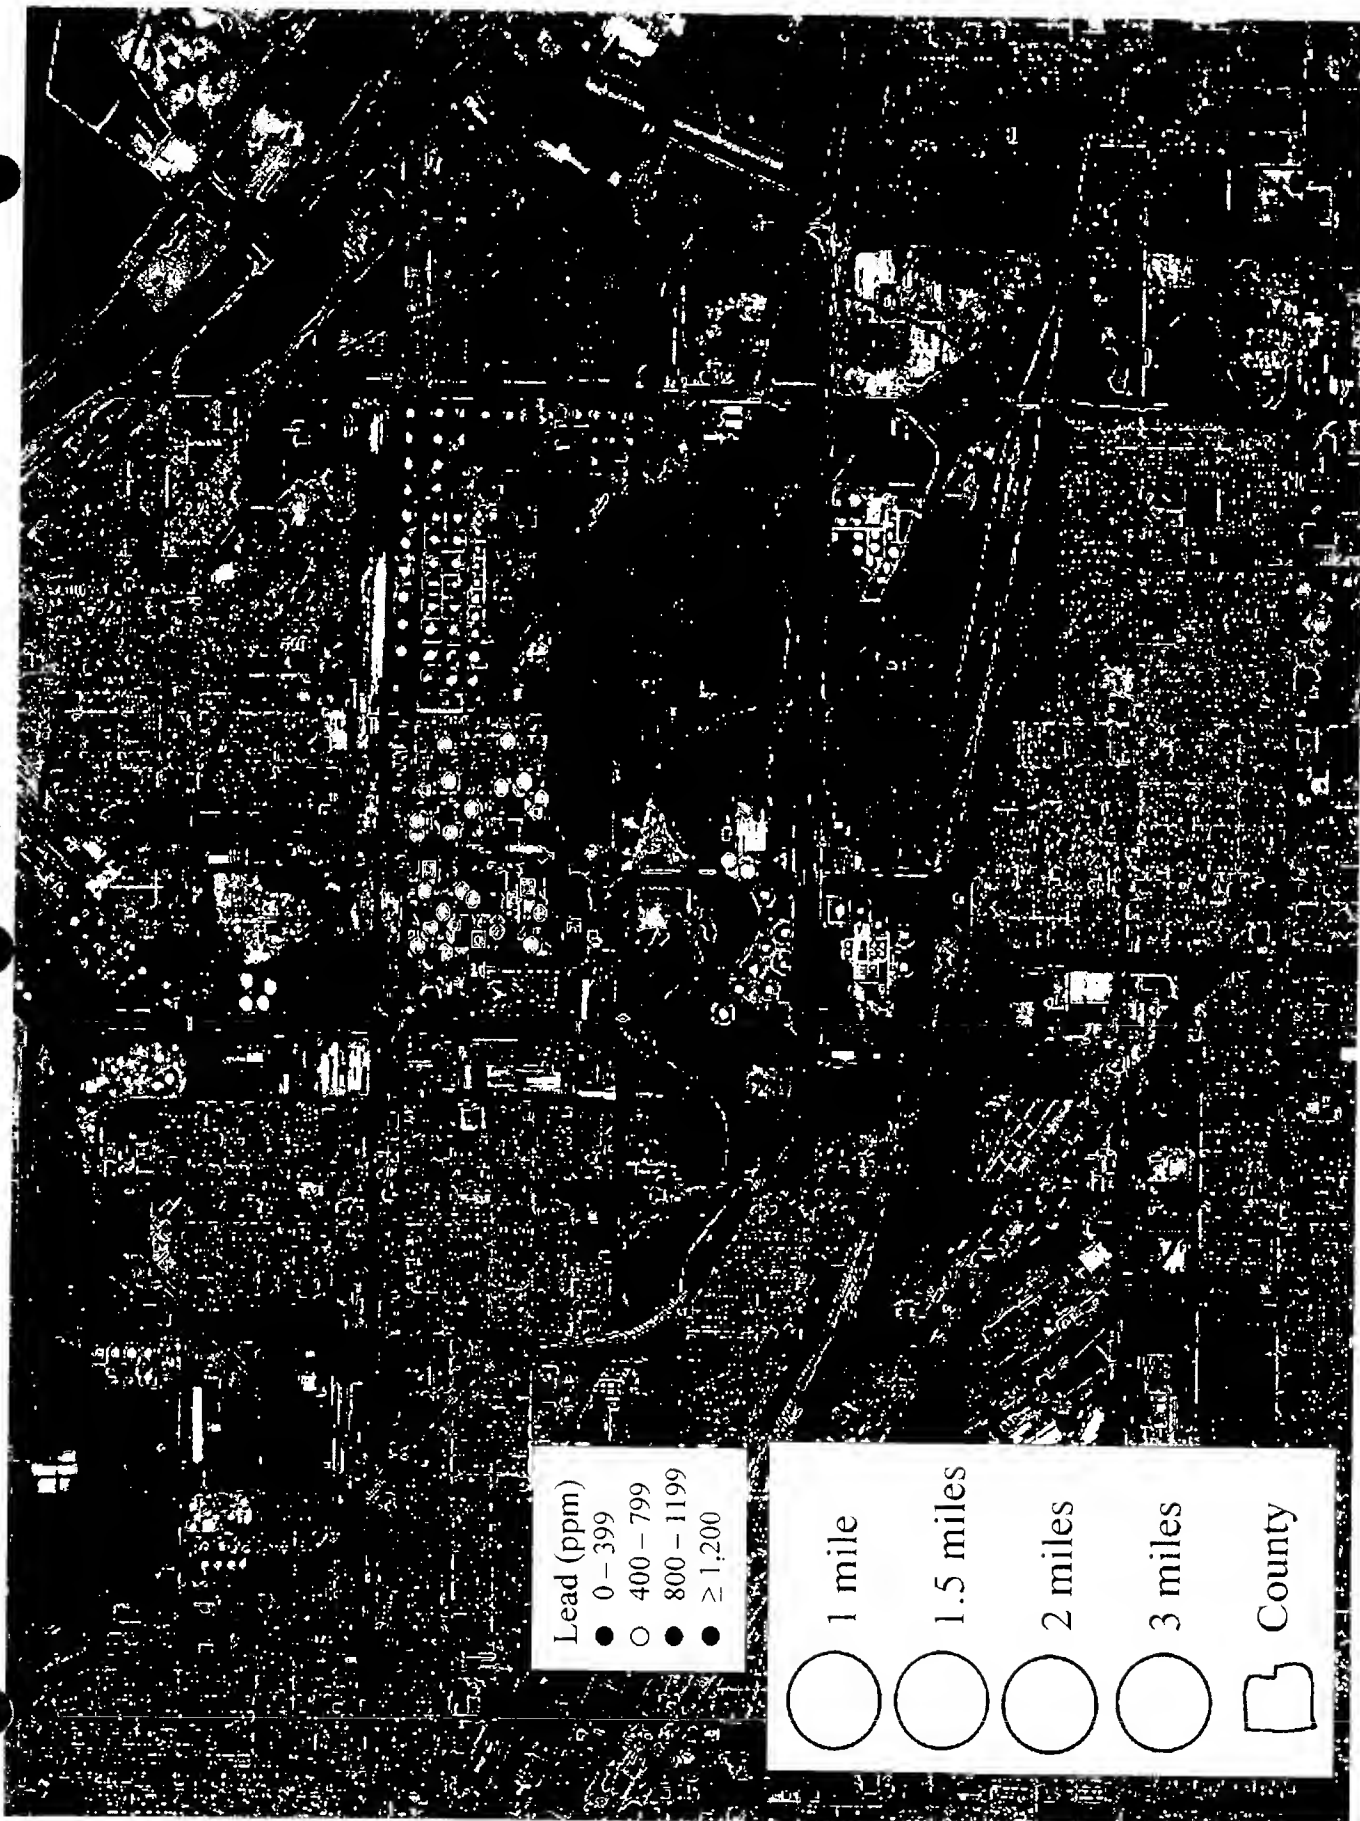 Lead (ppm)
0 – 399
400 – 799
800 – 1199
≥ 1,200
1 mile
1.5 miles
2 miles
3 miles
County